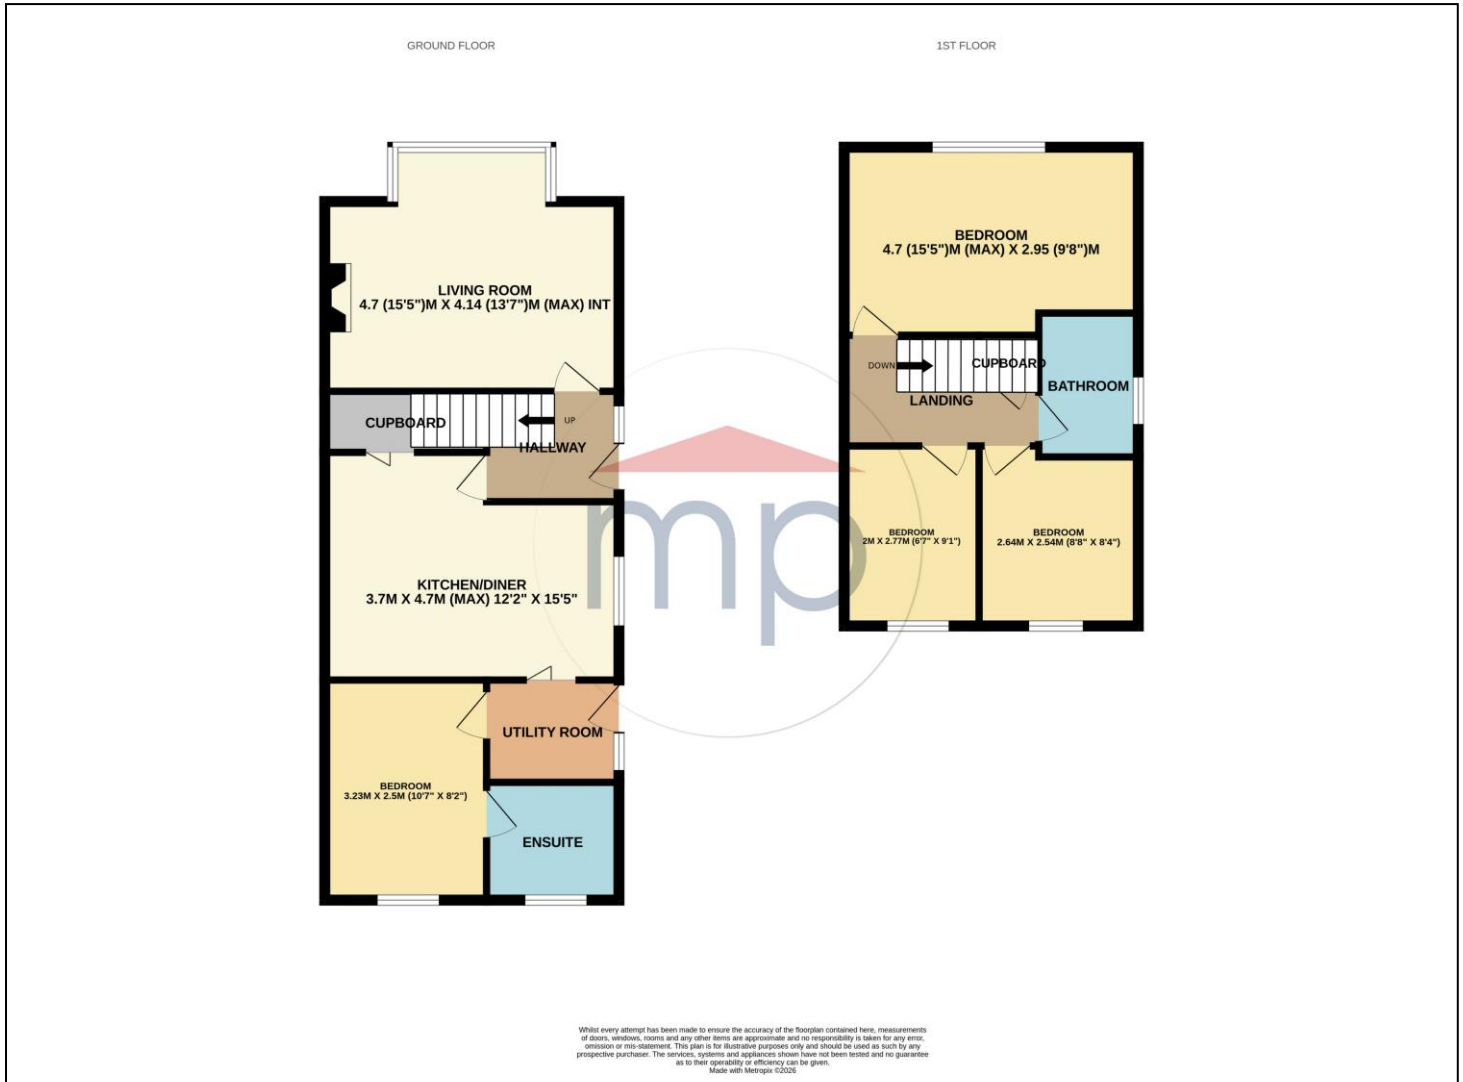 GROUND FLOOR
1ST FLOOR
LIVING ROOM
4.7 (15'5")M X 4.14 (13'7")M (MAX) INT
CUPBOARD
UP
HALLWAY
KITCHEN/DINER
3.7M X 4.7M (MAX) 12'2" X 15'5"
UTILITY ROOM
BEDROOM
3.23M X 2.5M (10'7" X 8'2")
ENSUITE
BEDROOM
4.7 (15'5")M (MAX) X 2.95 (9'8")M
DOWN
CUPBOARD
LANDING
BATHROOM
BEDROOM
2M X 2.77M (6'7" X 9'1")
BEDROOM
2.64M X 2.54M (8'8" X 8'4")
mp
Whilst every attempt has been made to ensure the accuracy of the floorplan contained here, measurements
of doors, windows, rooms and any other items are approximate and no responsibility is taken for any error,
omission or mis-statement. This plan is for illustrative purposes only and should be used as such by any
prospective purchaser. The services, systems and appliances shown have not been tested and no guarantee
as to their operability or efficiency can be given.
Made with Metropix ©2026